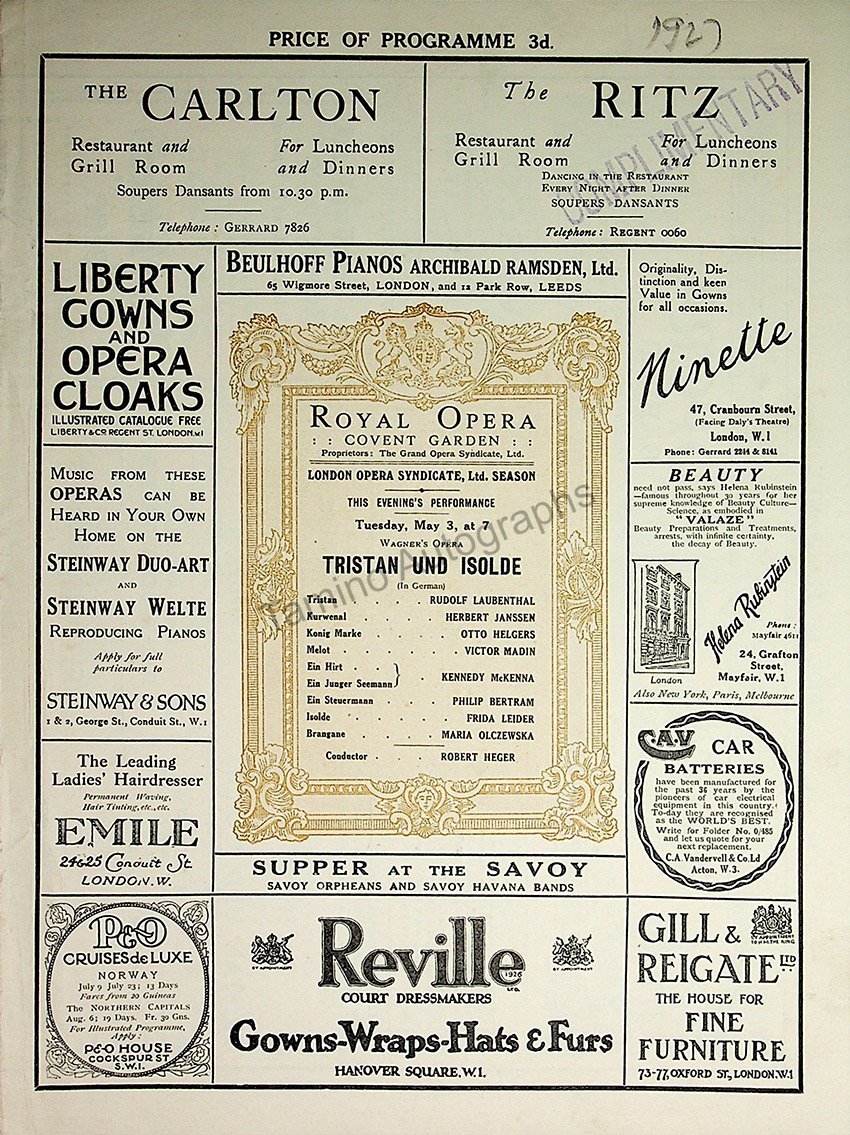 PRICE OF PROGRAMME 3d.
1927
THE CARLTON
Restaurant and
Grill Room
For Luncheons
and Dinners
Soupers Dansants from 10.30 p.m.
Telephone: GERRARD 7826
The RITZ
Restaurant and
Grill Room
For Luncheons
and Dinners
DANCING IN THE RESTAURANT
EVERY NIGHT AFTER DINNER
SOUPERS DANSANTS
Telephone: REGENT 0060
COMPLIMENTARY
LIBERTY
GOWNS
AND
OPERA
CLOAKS
ILLUSTRATED CATALOGUE FREE
LIBERTY & CO. REGENT ST. LONDON. W1
BEULHOFF PIANOS ARCHIBALD RAMSDEN, Ltd.
65 Wigmore Street, LONDON, and 12 Park Row, LEEDS
Originality, Dis-
tinction and keen
Value in Gowns
for all occasions.
Ninette
47, Cranbourn Street,
(Facing Daly's Theatre)
London, W.1
Phone: Gerrard 2214 & 8141
ROYAL OPERA
: : COVENT GARDEN : :
Proprietors: The Grand Opera Syndicate, Ltd.
LONDON OPERA SYNDICATE, Ltd. SEASON
THIS EVENING'S PERFORMANCE
Tuesday, May 3, at 7
WAGNER'S OPERA
TRISTAN UND ISOLDE
(In German)
Tristan . . . . RUDOLF LAUBENTHAL
Kurwenal . . . . HERBERT JANSSEN
Konig Marke . . . . OTTO HELGERS
Melot . . . . . VICTOR MADIN
Ein Hirt . . }
Ein Junger Seemann } . . KENNEDY McKENNA
Ein Steuermann . . . PHILIP BERTRAM
Isolde . . . . . FRIDA LEIDER
Brangane . . . . MARIA OLCZEWSKA
Conductor . . ROBERT HEGER
Tamino Autographs
MUSIC FROM THESE
OPERAS CAN BE
HEARD IN YOUR OWN
HOME ON THE
STEINWAY DUO-ART
AND
STEINWAY WELTE
REPRODUCING PIANOS
Apply for full
particulars to
STEINWAY & SONS
1 & 2, George St., Conduit St., W.1
BEAUTY
need not pass, says Helena Rubinstein
—famous throughout 30 years for her
supreme knowledge of Beauty Culture—
Science, as embodied in
"VALAZE"
Beauty Preparations and Treatments,
arrests, with infinite certainty,
the decay of Beauty.
Helena Rubinstein
London
Phone:
Mayfair 4611
24, Grafton
Street,
Mayfair, W.1
Also New York, Paris, Melbourne
The Leading
Ladies' Hairdresser
Permanent Waving,
Hair Tinting, etc., etc.
EMILE
24 & 25 Conduit St.
LONDON. W.
C.A.V
CAR
BATTERIES
have been manufactured for
the past 36 years by the
pioneers of car electrical
equipment in this country.
To-day they are recognised
as the WORLD'S BEST.
Write for Folder No. 0/485
and let us quote for your
next replacement.
C.A. Vandervell & Co. Ld
Acton, W.3.
SUPPER AT THE SAVOY
SAVOY ORPHEANS AND SAVOY HAVANA BANDS
P&O
CRUISES de LUXE
NORWAY
July 9 July 23; 13 Days
Fares from 20 Guineas
THE NORTHERN CAPITALS
Aug. 6; 19 Days. Fr. 30 Gns.
For Illustrated Programme,
Apply:
P&O HOUSE
COCKSPUR ST
S.W.1.
BY APPOINTMENT
Reville
1926
LTD.
BY APPOINTMENT
COURT DRESSMAKERS
Gowns-Wraps-Hats & Furs
HANOVER SQUARE. W.1.
GILL &
REIGATE LTD
BY APPOINTMENT
TO H.M. THE KING
THE HOUSE FOR
FINE
FURNITURE
73-77, OXFORD ST., LONDON. W.1